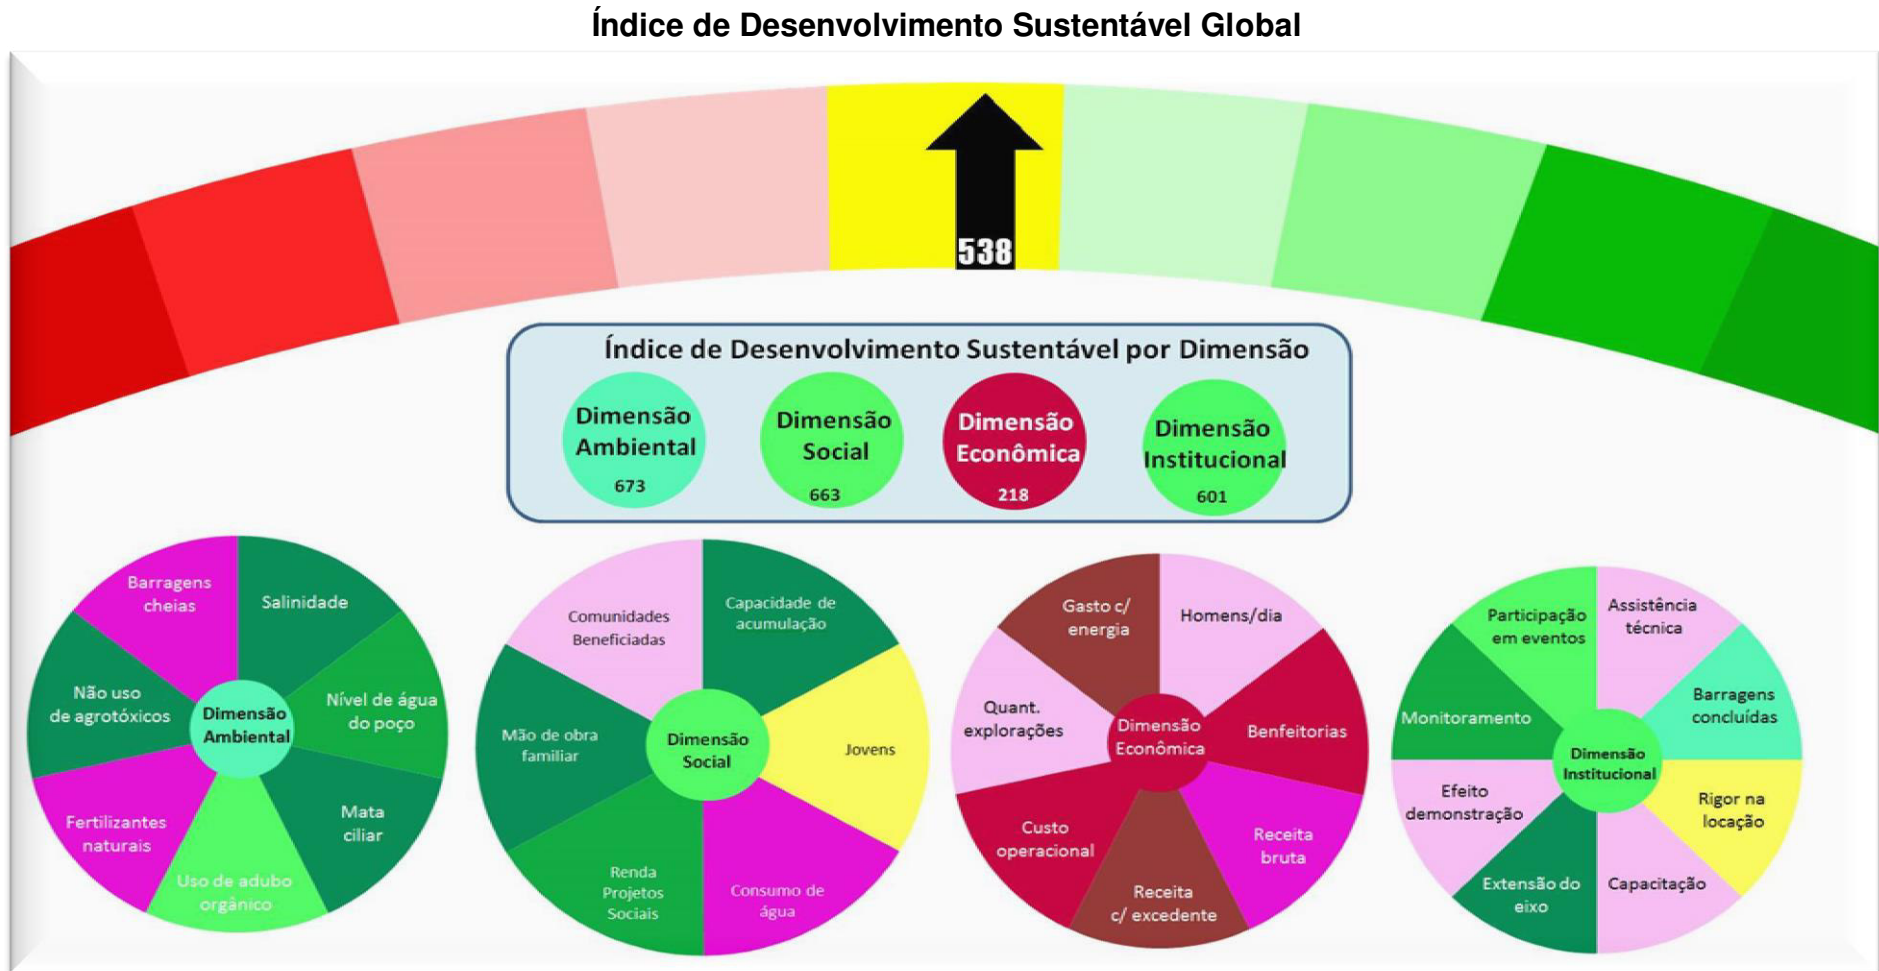 Índice de Desenvolvimento Sustentável Global
538
Índice de Desenvolvimento Sustentável por Dimensão
Dimensão
Ambiental
673
Dimensão
Social
663
Dimensão
Econômica
218
Dimensão
Institucional
601
Barragens
cheias
Salinidade
Não uso
de agrotóxicos
Nível de água
do poço
Dimensão
Ambiental
Fertilizantes
naturais
Mata
ciliar
Uso de adubo
orgânico
Comunidades
Beneficiadas
Capacidade de
acumulação
Mão de obra
familiar
Dimensão
Social
Jovens
Renda
Projetos
Sociais
Consumo de
água
Gasto c/
energia
Homens/dia
Quant.
explorações
Dimensão
Econômica
Benfeitorias
Custo
operacional
Receita
bruta
Receita
c/ excedente
Participação
em eventos
Assistência
técnica
Monitoramento
Barragens
concluídas
Dimensão
Institucional
Efeito
demonstração
Rigor na
locação
Extensão do
eixo
Capacitação